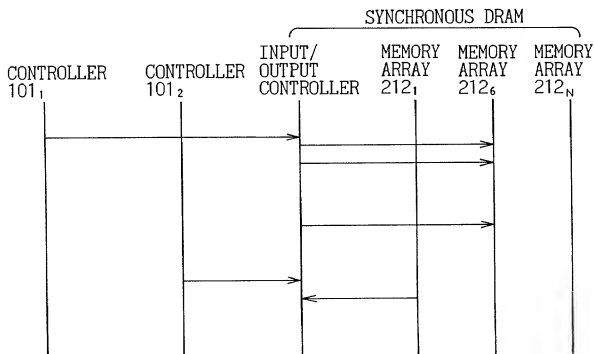 SYNCHRONOUS DRAM
CONTROLLER
101₁
CONTROLLER
101₂
INPUT/
OUTPUT
CONTROLLER
MEMORY
ARRAY
212₁
MEMORY
ARRAY
212₆
MEMORY
ARRAY
212N